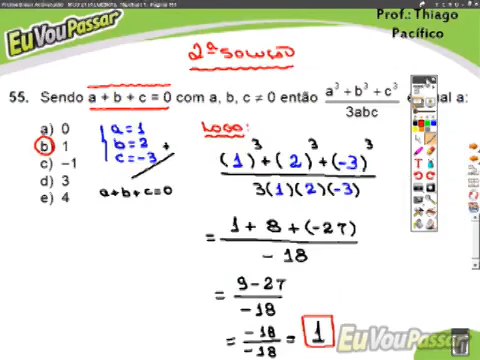 Prof.: Thiago
Pacífico
EuVouPassar
2ª SOLUÇÃO
55. Sendo a + b + c = 0 com a, b, c ≠ 0 então a³ + b³ + c³ / 3abc é igual a:
a) 0
b) 1
c) −1
d) 3
e) 4
a = 1
b = 2 +
c = −3
a + b + c = 0
LOGO:
(1)³ + (2)³ + (−3)³ / 3(1)(2)(−3)
= 1 + 8 + (−27) / −18
= 9 − 27 / −18
= −18 / −18 = 1
EuVouPassar